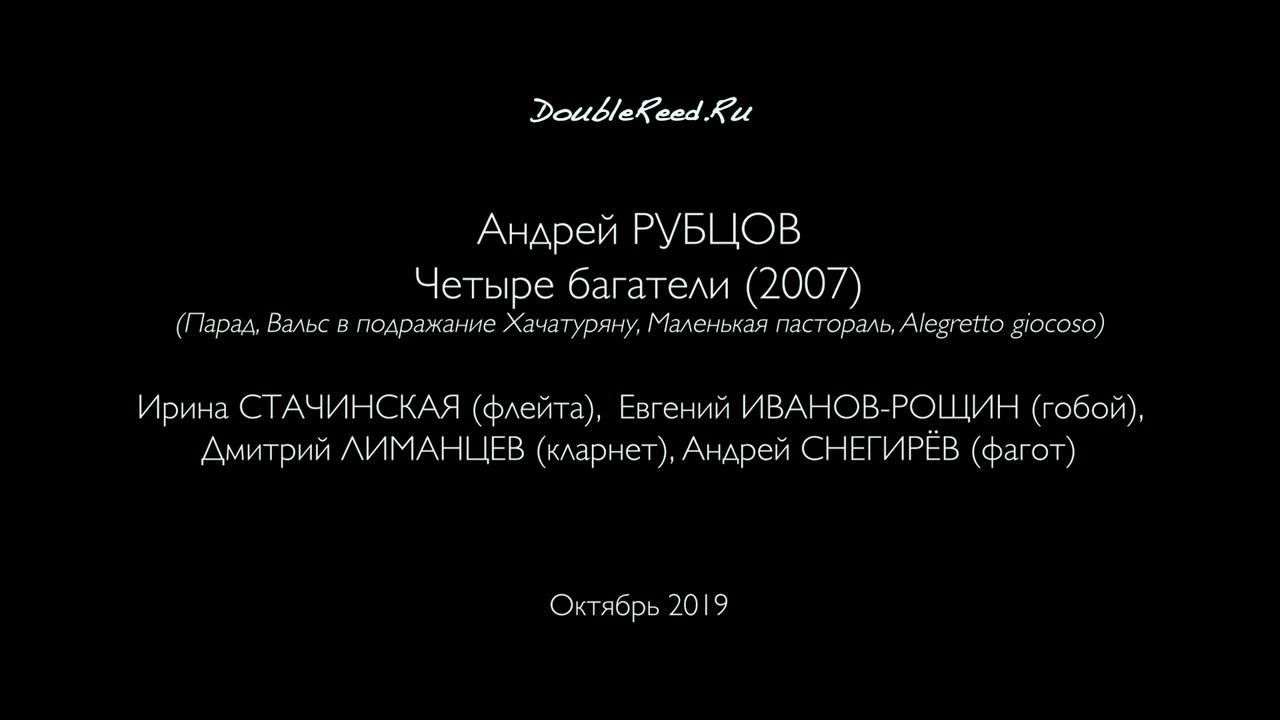 DoubleReed.Ru
Андрей РУБЦОВ
Четыре багатели (2007)
(Парад, Вальс в подражание Хачатуряну, Маленькая пастораль, Alegretto giocoso)
Ирина СТАЧИНСКАЯ (флейта), Евгений ИВАНОВ-РОЩИН (гобой),
Дмитрий ЛИМАНЦЕВ (кларнет), Андрей СНЕГИРЁВ (фагот)
Октябрь 2019